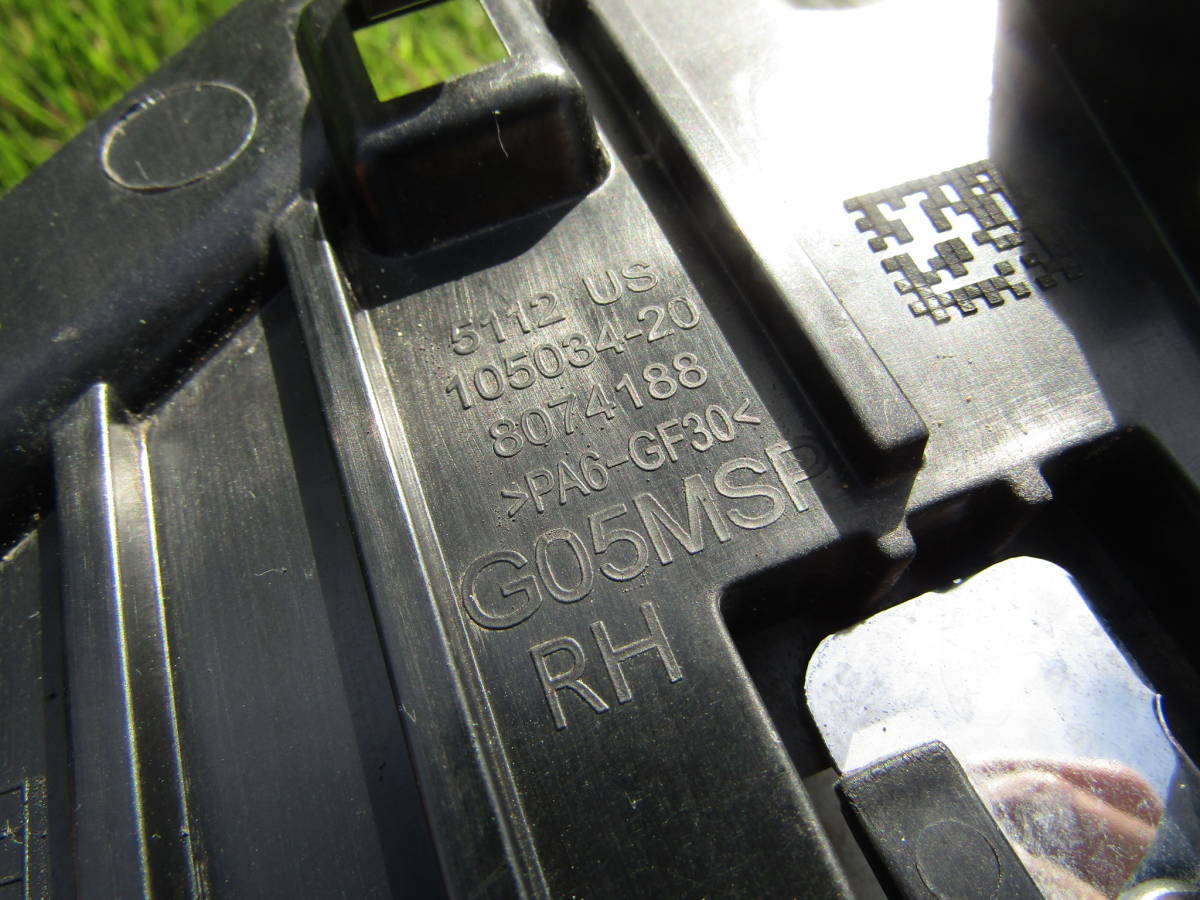 5112 US
105034-20
8074188
>PA6-GF30<
G05MSP
RH